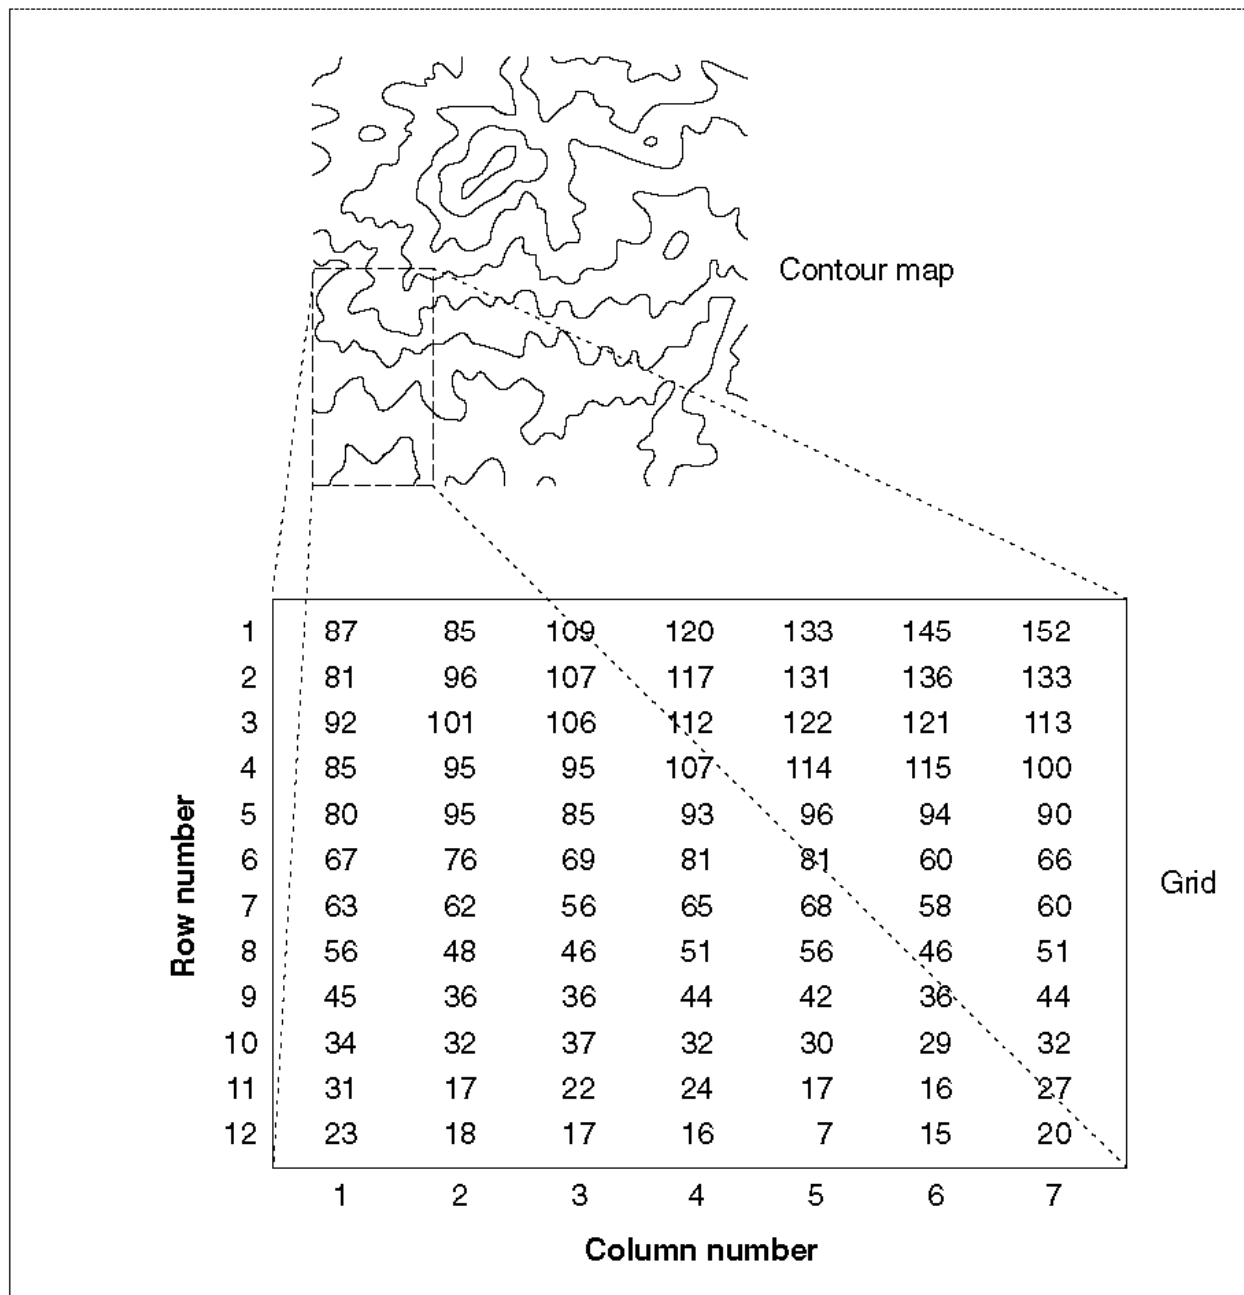 Contour map
1 87 85 109 120 133 145 152
2 81 96 107 117 131 136 133
3 92 101 106 112 122 121 113
4 85 95 95 107 114 115 100
5 80 95 85 93 96 94 90
6 67 76 69 81 81 60 66
7 63 62 56 65 68 58 60
8 56 48 46 51 56 46 51
9 45 36 36 44 42 36 44
10 34 32 37 32 30 29 32
11 31 17 22 24 17 16 27
12 23 18 17 16 7 15 20
Row number
Grid
1 2 3 4 5 6 7
Column number